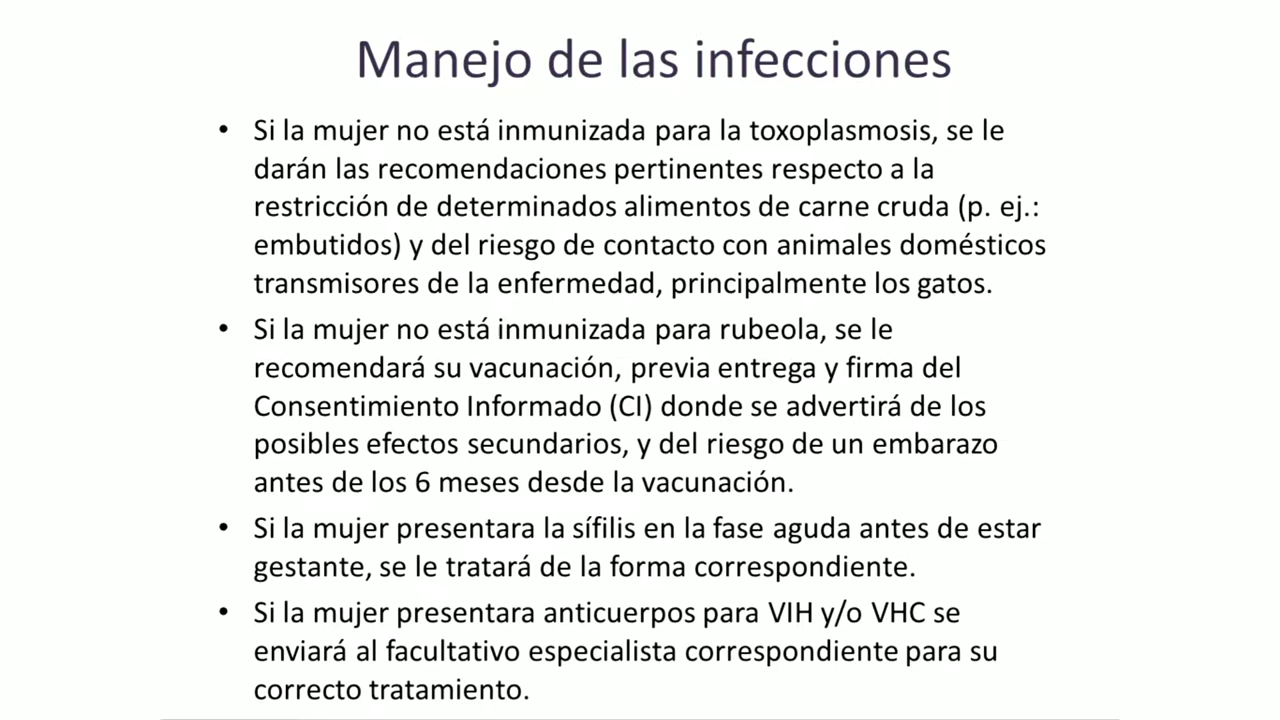 Manejo de las infecciones
• Si la mujer no está inmunizada para la toxoplasmosis, se le
darán las recomendaciones pertinentes respecto a la
restricción de determinados alimentos de carne cruda (p. ej.:
embutidos) y del riesgo de contacto con animales domésticos
transmisores de la enfermedad, principalmente los gatos.
• Si la mujer no está inmunizada para rubeola, se le
recomendará su vacunación, previa entrega y firma del
Consentimiento Informado (CI) donde se advertirá de los
posibles efectos secundarios, y del riesgo de un embarazo
antes de los 6 meses desde la vacunación.
• Si la mujer presentara la sífilis en la fase aguda antes de estar
gestante, se le tratará de la forma correspondiente.
• Si la mujer presentara anticuerpos para VIH y/o VHC se
enviará al facultativo especialista correspondiente para su
correcto tratamiento.